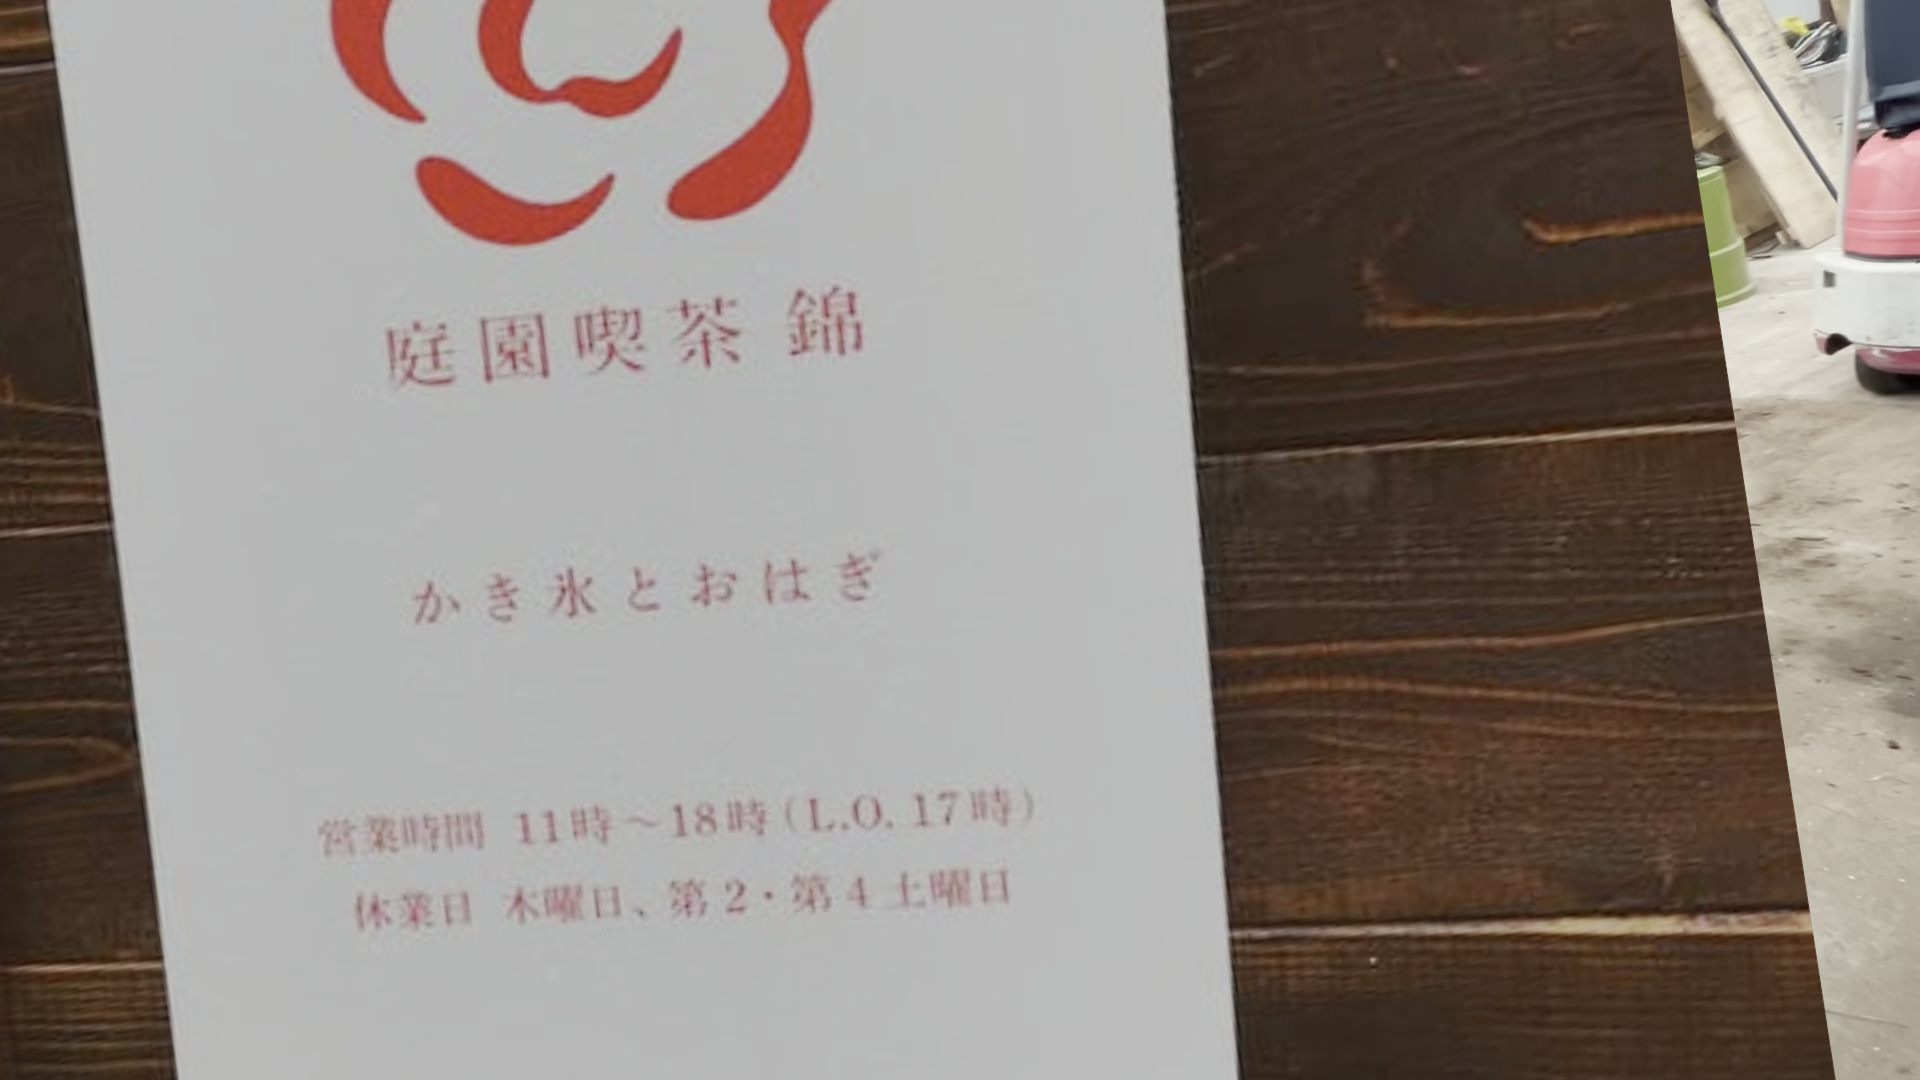 庭園喫茶 錦
かき氷とおはぎ
営業時間 11時～18時（L.O. 17時）
休業日 木曜日、第2・第4土曜日